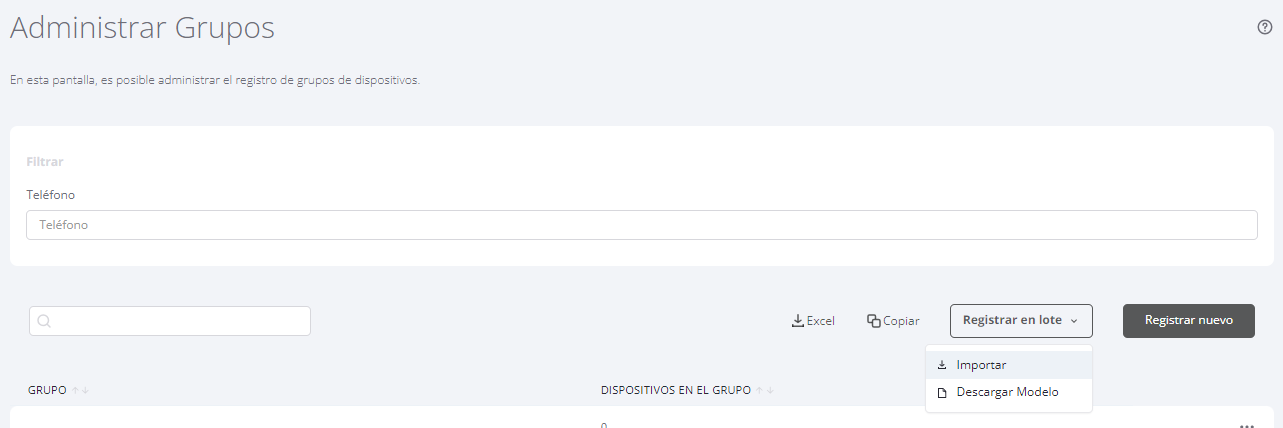 Administrar Grupos
En esta pantalla, es posible administrar el registro de grupos de dispositivos.
Filtrar
Teléfono
Teléfono
Excel
Copiar
Registrar en lote
Registrar nuevo
Importar
Descargar Modelo
GRUPO
DISPOSITIVOS EN EL GRUPO
0